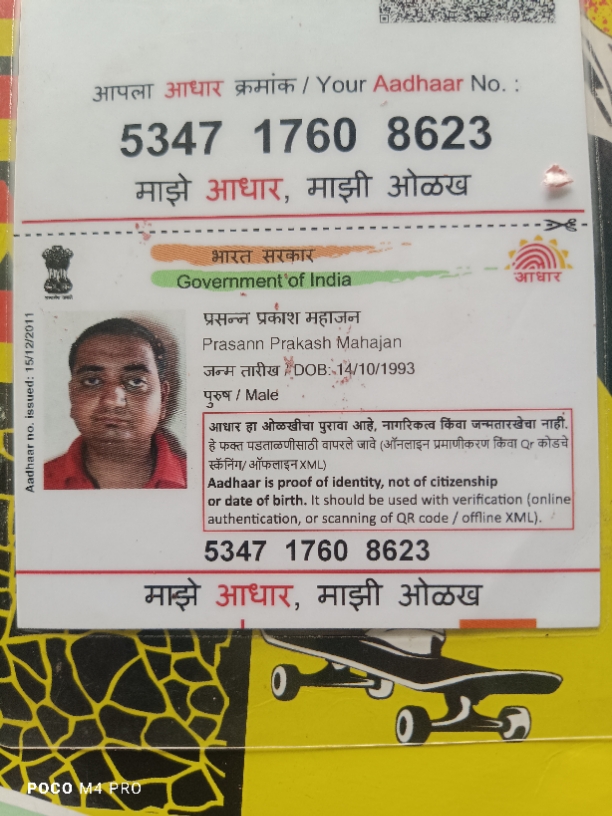 आपला आधार क्रमांक / Your Aadhaar No. :
5347 1760 8623
माझे आधार, माझी ओळख
भारत सरकार
Government of India
आधार
Aadhaar no. issued: 15/12/2011
प्रसन्न प्रकाश महाजन
Prasann Prakash Mahajan
जन्म तारीख / DOB: 14/10/1993
पुरुष / Male
आधार हा ओळखीचा पुरावा आहे, नागरिकत्व किंवा जन्मतारखेचा नाही.
हे फक्त पडताळणीसाठी वापरले जावे (ऑनलाइन प्रमाणीकरण किंवा Qr कोडचे
स्कॅनिंग/ ऑफलाइन XML)
Aadhaar is proof of identity, not of citizenship
or date of birth. It should be used with verification (online
authentication, or scanning of QR code / offline XML).
5347 1760 8623
माझे आधार, माझी ओळख
POCO M4 PRO